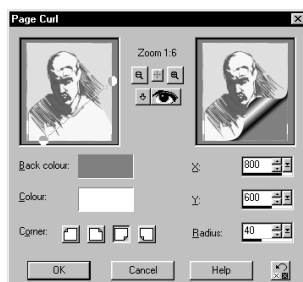 Page Curl
Zoom 1:6
Back colour:
X: 800
Colour:
Y: 600
Corner:
Radius: 40
OK Cancel Help